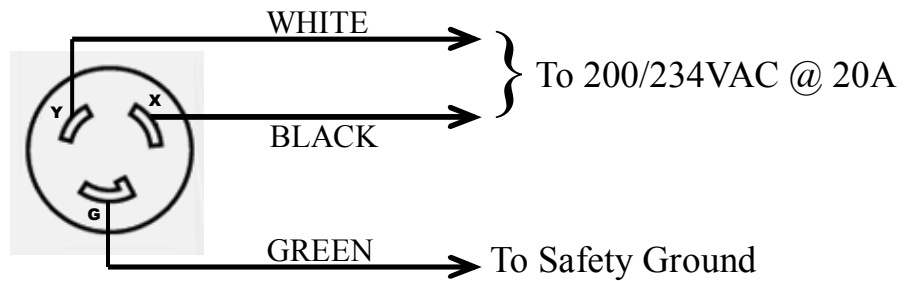 WHITE
Y
X
To 200/234VAC @ 20A
BLACK
G
GREEN
To Safety Ground